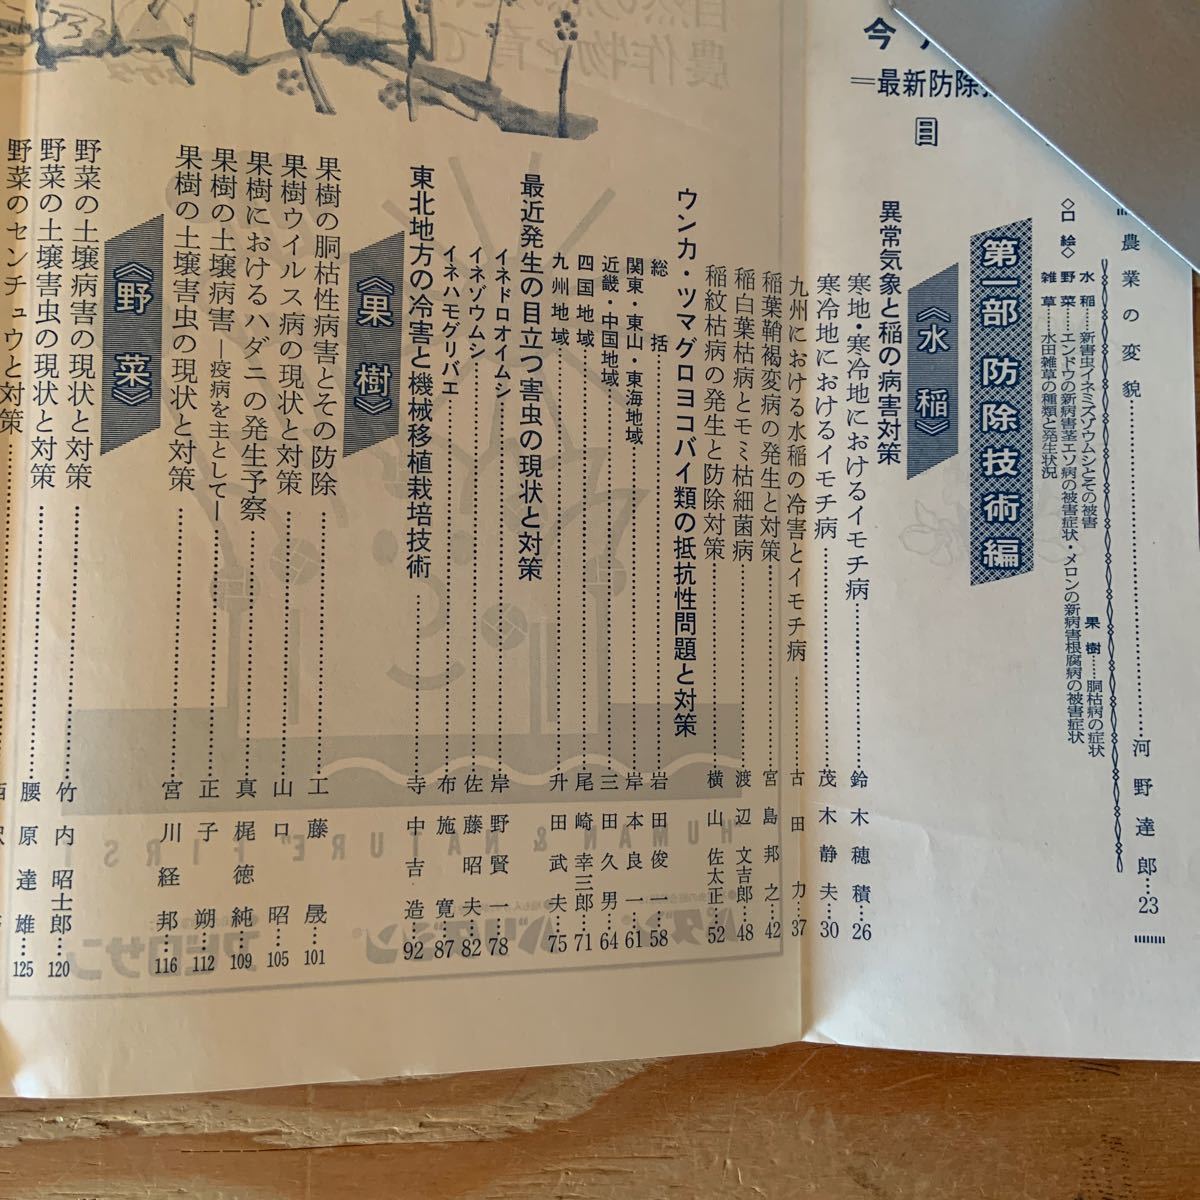 今
＝最新防除
目
農業の変貌……河野達郎…23
◇口絵◇
水稲……新害虫イネミズゾウムシとその被害
果樹……胴枯病の症状
野菜……エンドウの新病害茎エソ病の被害症状・メロンの新病害根腐病の被害症状
雑草……水田雑草の種類と発生状況
第一部 防除技術編
《水稲》
異常気象と稲の病害対策
寒地・寒冷地におけるイモチ病……鈴木穂積…26
寒冷地におけるイモチ病……茂木静夫…30
九州における水稲の冷害とイモチ病……古田力…37
稲葉鞘褐変病の発生と対策……宮島邦之…42
稲白葉枯病とモミ枯細菌病……渡辺文吉郎…48
稲紋枯病の発生と防除対策……横山佐太正…52
ウンカ・ツマグロヨコバイ類の抵抗性問題と対策
総括……岩田俊一…58
関東・東山・東海地域……岸本良一…61
近畿・中国地域……三田久男…64
四国地域……尾崎幸三郎…71
九州地域……升田武夫…75
最近発生の目立つ害虫の現状と対策
イネドロオイムシ……岸野賢一…78
イネゾウムシ……佐藤昭夫…82
イネハモグリバエ……布施寛…87
東北地方の冷害と機械移植栽培技術……寺中吉造…92
《果樹》
果樹の胴枯性病害とその防除……工藤晟…101
果樹ウイルス病の現状と対策……山口昭…105
果樹におけるハダニの発生予察……真梶徳純…109
果樹の土壌病害―疫病を主として―……正子朔…112
果樹の土壌害虫の現状と対策……宮川経邦…116
《野菜》
野菜の土壌病害の現状と対策……竹内昭士郎…120
野菜の土壌害虫の現状と対策……腰原達雄…125
野菜のセンチュウと対策……